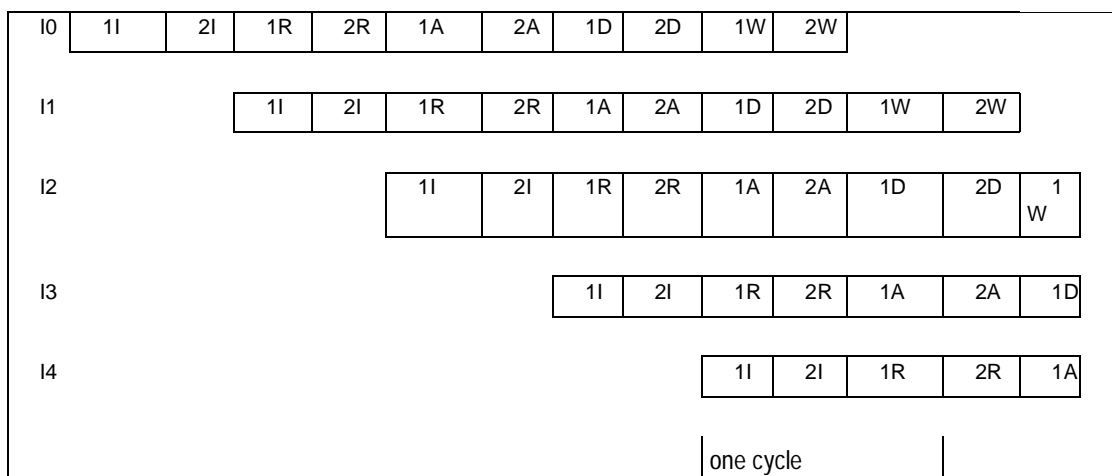 I0 1I 2I 1R 2R 1A 2A 1D 2D 1W 2W
I1 1I 2I 1R 2R 1A 2A 1D 2D 1W 2W
I2 1I 2I 1R 2R 1A 2A 1D 2D 1
W
I3 1I 2I 1R 2R 1A 2A 1D
I4 1I 2I 1R 2R 1A
one cycle